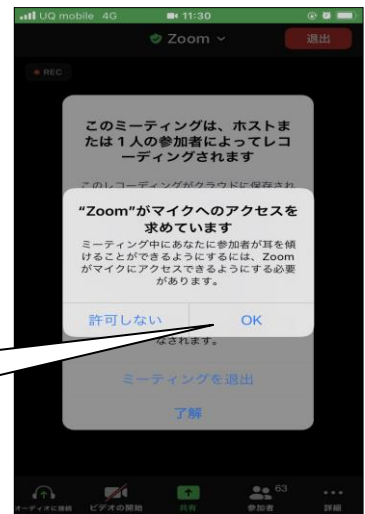 UQ mobile 4G 11:30
Zoom
退出
REC
このミーティングは、ホストま
たは1人の参加者によってレコ
ーディングされます
このレコーディングがクラウドに保存され
“Zoom”がマイクへのアクセスを
求めています
ミーティング中にあなたに参加者が耳を傾
けることができるようにするには、Zoom
がマイクにアクセスできるようにする必要
があります。
許可しない OK
なされます。
ミーティングを退出
了解
63
オーディオに接続 ビデオの開始 共有 参加者 詳細